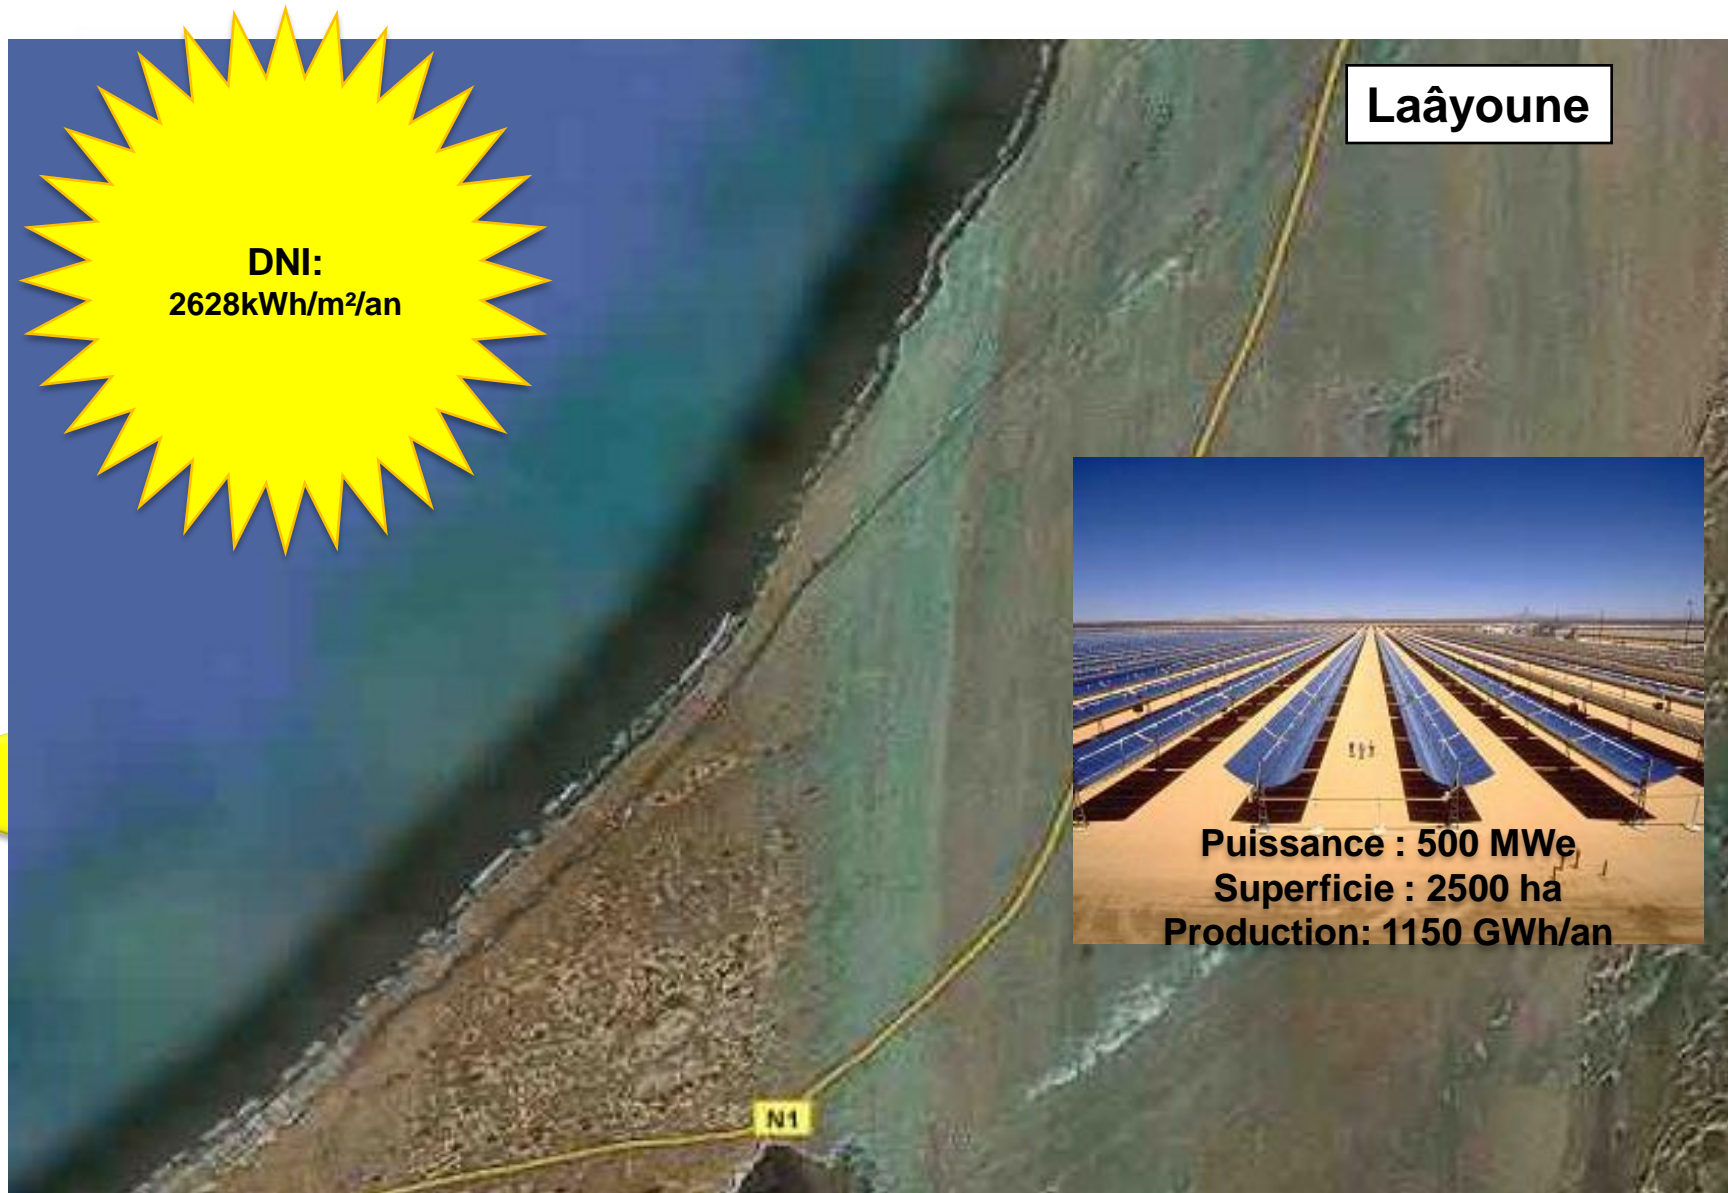 Laâyoune
DNI:
2628kWh/m²/an
Puissance : 500 MWe
Superficie : 2500 ha
Production: 1150 GWh/an
N1